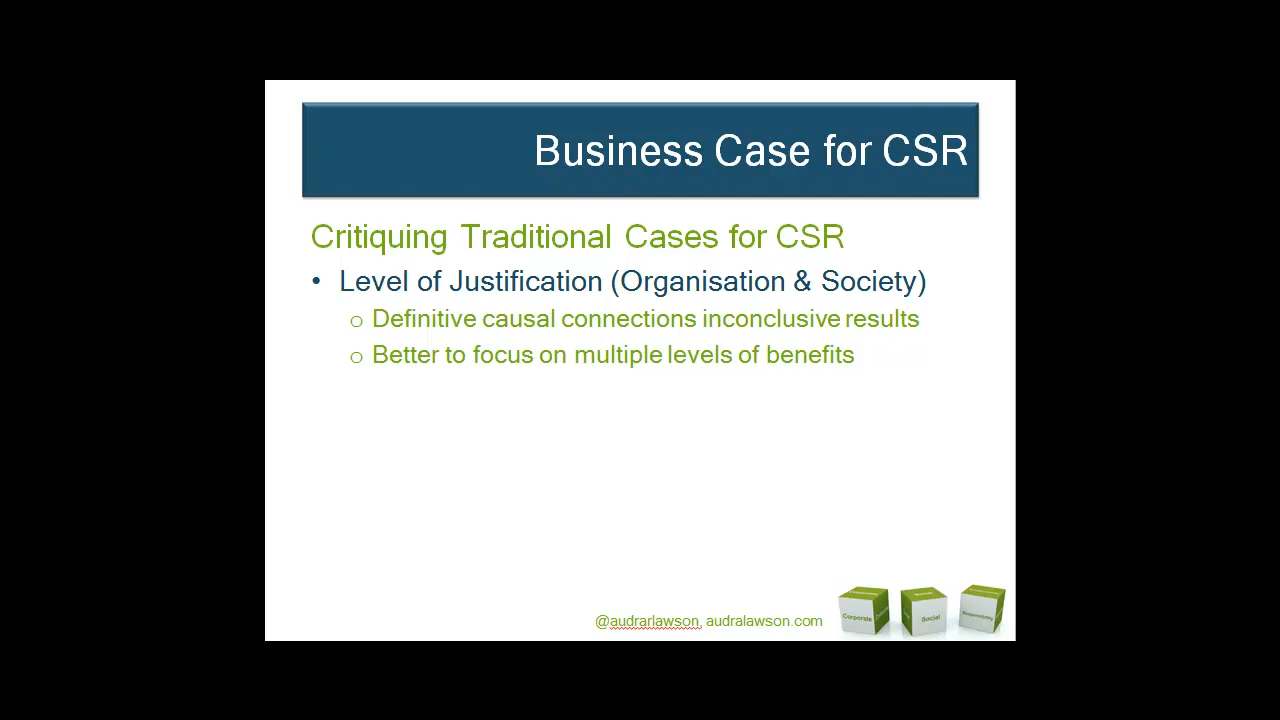 Business Case for CSR
Critiquing Traditional Cases for CSR
• Level of Justification (Organisation & Society)
o Definitive causal connections inconclusive results
o Better to focus on multiple levels of benefits
@audrarlawson, audralawson.com
Corporate
Social
Responsibility